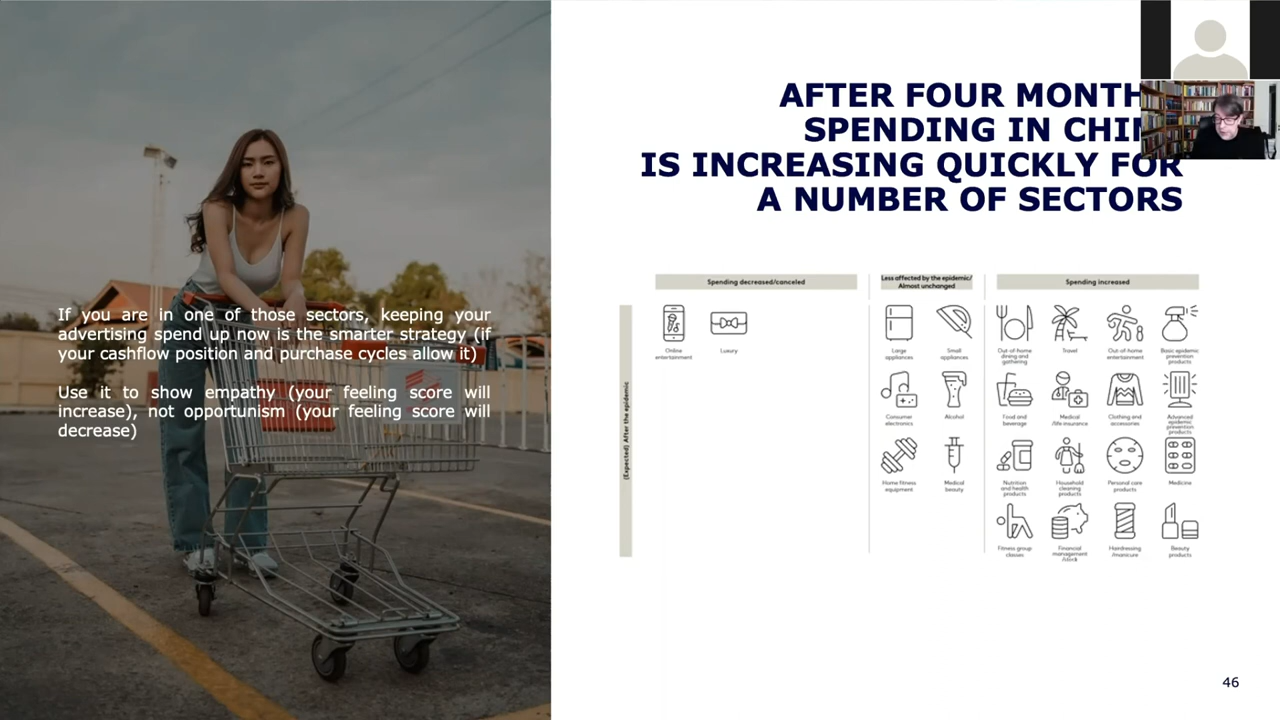 AFTER FOUR MONTH
SPENDING IN CHIN
IS INCREASING QUICKLY FOR
A NUMBER OF SECTORS
If you are in one of those sectors, keeping your
advertising spend up now is the smarter strategy (if
your cashflow position and purchase cycles allow it)
Use it to show empathy (your feeling score will
increase), not opportunism (your feeling score will
decrease)
(Expected) After the epidemic
Spending decreased/canceled
Online
entertainment
Luxury
Less affected by the epidemic/
Almost unchanged
Large
appliances
Small
appliances
Consumer
electronics
Alcohol
Home fitness
equipment
Medical
beauty
Spending increased
Out-of-home
dining and
gathering
Travel
Out-of-home
entertainment
Basic epidemic
prevention
products
Food and
beverage
Medical
/life insurance
Clothing and
accessories
Advanced
epidemic
prevention
products
Nutrition
and health
products
Household
cleaning
products
Personal care
products
Medicine
Fitness group
classes
Financial
management
/stock
Hairdressing
/manicure
Beauty
products
46